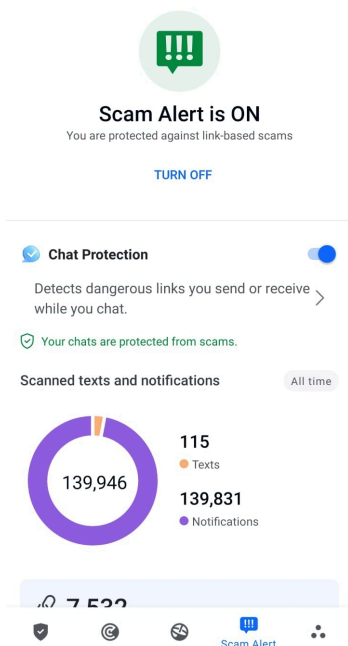 Scam Alert is ON
You are protected against link-based scams
TURN OFF
Chat Protection
Detects dangerous links you send or receive
while you chat.
Your chats are protected from scams.
Scanned texts and notifications
All time
139,946
115
Texts
139,831
Notifications
7,532
Scam Alert